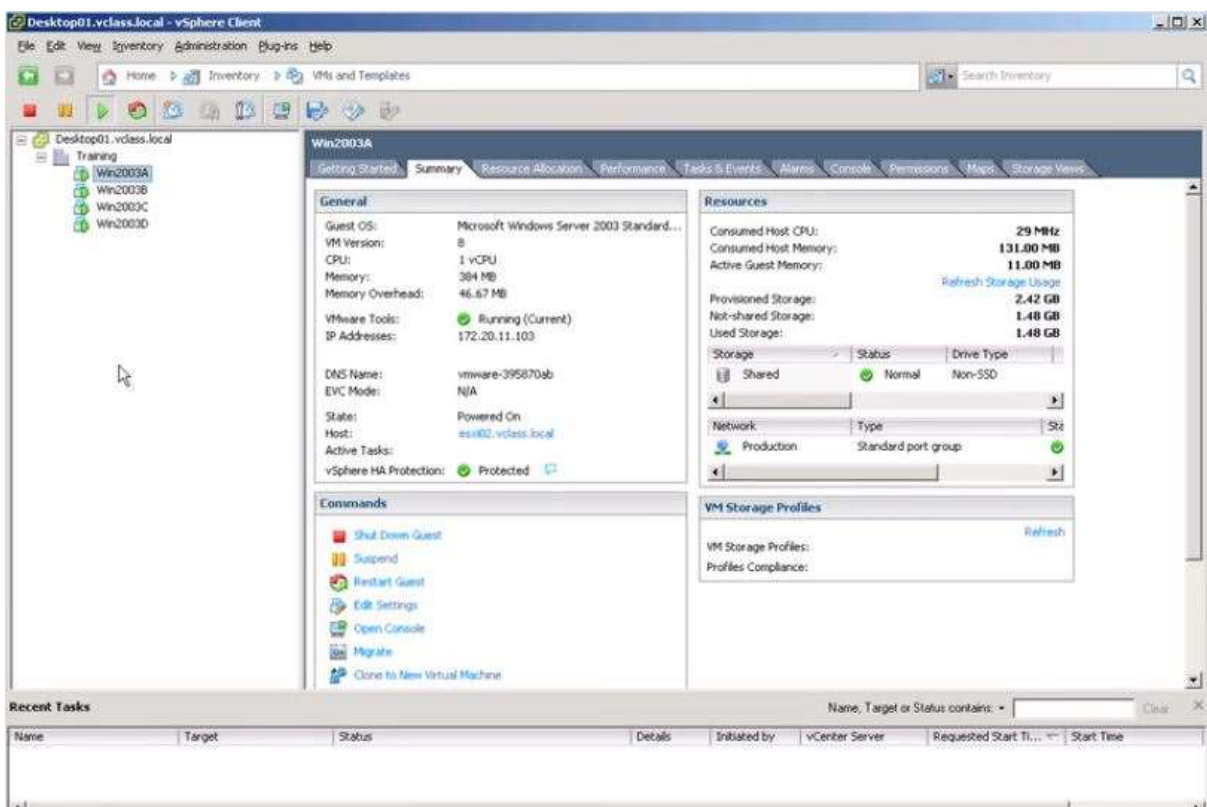 Desktop01.vclass.local - vSphere Client
File Edit View Inventory Administration Plug-ins Help
Home Inventory VMs and Templates
Search Inventory
Desktop01.vclass.local
Training
Win2003A
Win2003B
Win2003C
Win2003D
Win2003A
Getting Started Summary Resource Allocation Performance Tasks & Events Alarms Console Permissions Maps Storage Views
General
Guest OS: Microsoft Windows Server 2003 Standard...
VM Version: 8
CPU: 1 vCPU
Memory: 384 MB
Memory Overhead: 46.67 MB
VMware Tools: Running (Current)
IP Addresses: 172.20.11.103
DNS Name: vmware-395870ab
EVC Mode: N/A
State: Powered On
Host: esxi02.vclass.local
Active Tasks:
vSphere HA Protection: Protected
Commands
Shut Down Guest
Suspend
Restart Guest
Edit Settings
Open Console
Migrate
Clone to New Virtual Machine
Resources
Consumed Host CPU: 29 MHz
Consumed Host Memory: 131.00 MB
Active Guest Memory: 11.00 MB
Refresh Storage Usage
Provisioned Storage: 2.42 GB
Not-shared Storage: 1.48 GB
Used Storage: 1.48 GB
Storage Status Drive Type
Shared Normal Non-SSD
Network Type Sta
Production Standard port group
VM Storage Profiles
Refresh
VM Storage Profiles:
Profiles Compliance:
Recent Tasks Name, Target or Status contains: Clear
Name Target Status Details Initiated by vCenter Server Requested Start Ti... Start Time